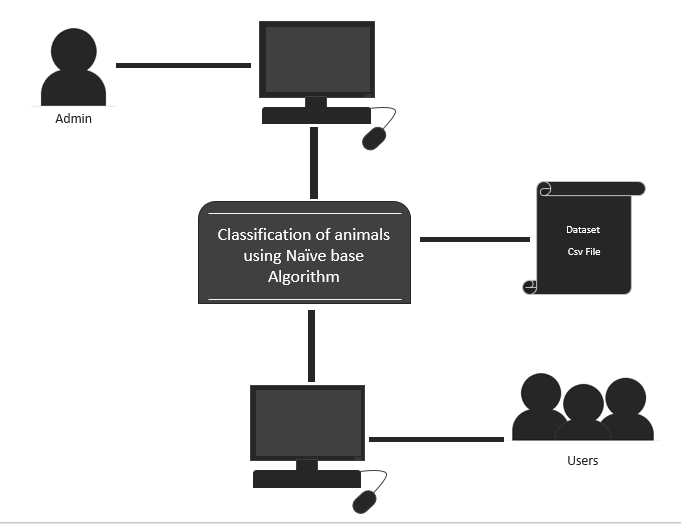 Admin
Classification of animals
using Naïve base
Algorithm
Dataset
Csv File
Users